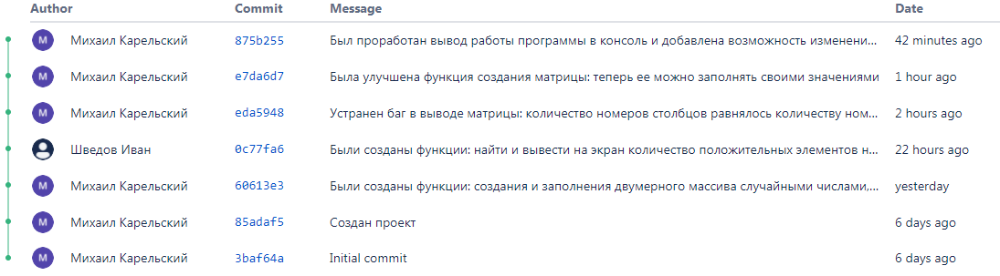 Author Commit Message Date
M Михаил Карельский 875b255 Был проработан вывод работы программы в консоль и добавлена возможность изменени... 42 minutes ago
M Михаил Карельский e7da6d7 Была улучшена функция создания матрицы: теперь ее можно заполнять своими значениями 1 hour ago
M Михаил Карельский eda5948 Устранен баг в выводе матрицы: количество номеров столбцов равнялось количеству ном... 2 hours ago
Шведов Иван 0c77fa6 Были созданы функции: найти и вывести на экран количество положительных элементов н... 22 hours ago
M Михаил Карельский 60613e3 Были созданы функции: создания и заполнения двумерного массива случайными числами,... yesterday
M Михаил Карельский 85adaf5 Создан проект 6 days ago
M Михаил Карельский 3baf64a Initial commit 6 days ago